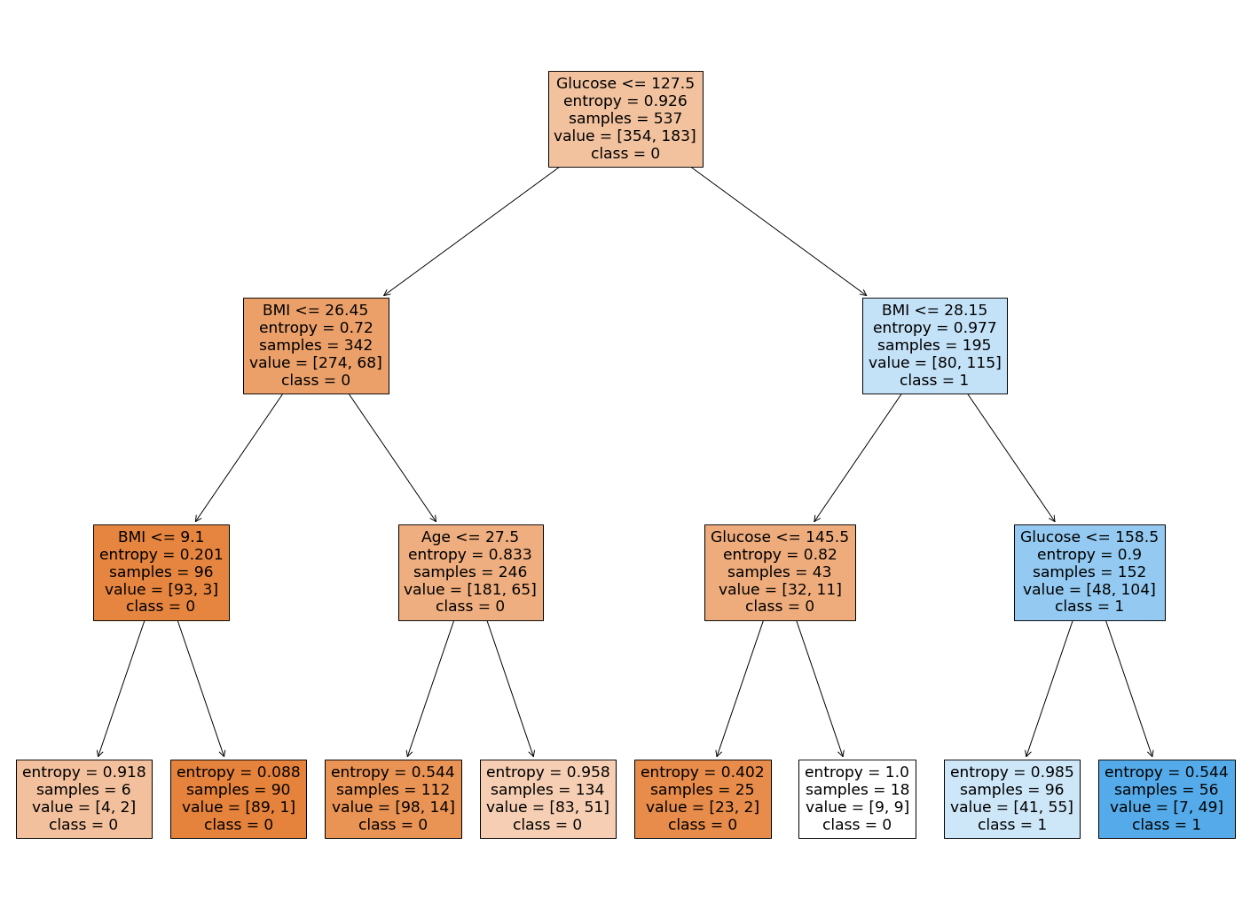 Glucose <= 127.5
entropy = 0.926
samples = 537
value = [354, 183]
class = 0
BMI <= 26.45
entropy = 0.72
samples = 342
value = [274, 68]
class = 0
BMI <= 28.15
entropy = 0.977
samples = 195
value = [80, 115]
class = 1
BMI <= 9.1
entropy = 0.201
samples = 96
value = [93, 3]
class = 0
Age <= 27.5
entropy = 0.833
samples = 246
value = [181, 65]
class = 0
Glucose <= 145.5
entropy = 0.82
samples = 43
value = [32, 11]
class = 0
Glucose <= 158.5
entropy = 0.9
samples = 152
value = [48, 104]
class = 1
entropy = 0.918
samples = 6
value = [4, 2]
class = 0
entropy = 0.088
samples = 90
value = [89, 1]
class = 0
entropy = 0.544
samples = 112
value = [98, 14]
class = 0
entropy = 0.958
samples = 134
value = [83, 51]
class = 0
entropy = 0.402
samples = 25
value = [23, 2]
class = 0
entropy = 1.0
samples = 18
value = [9, 9]
class = 0
entropy = 0.985
samples = 96
value = [41, 55]
class = 1
entropy = 0.544
samples = 56
value = [7, 49]
class = 1